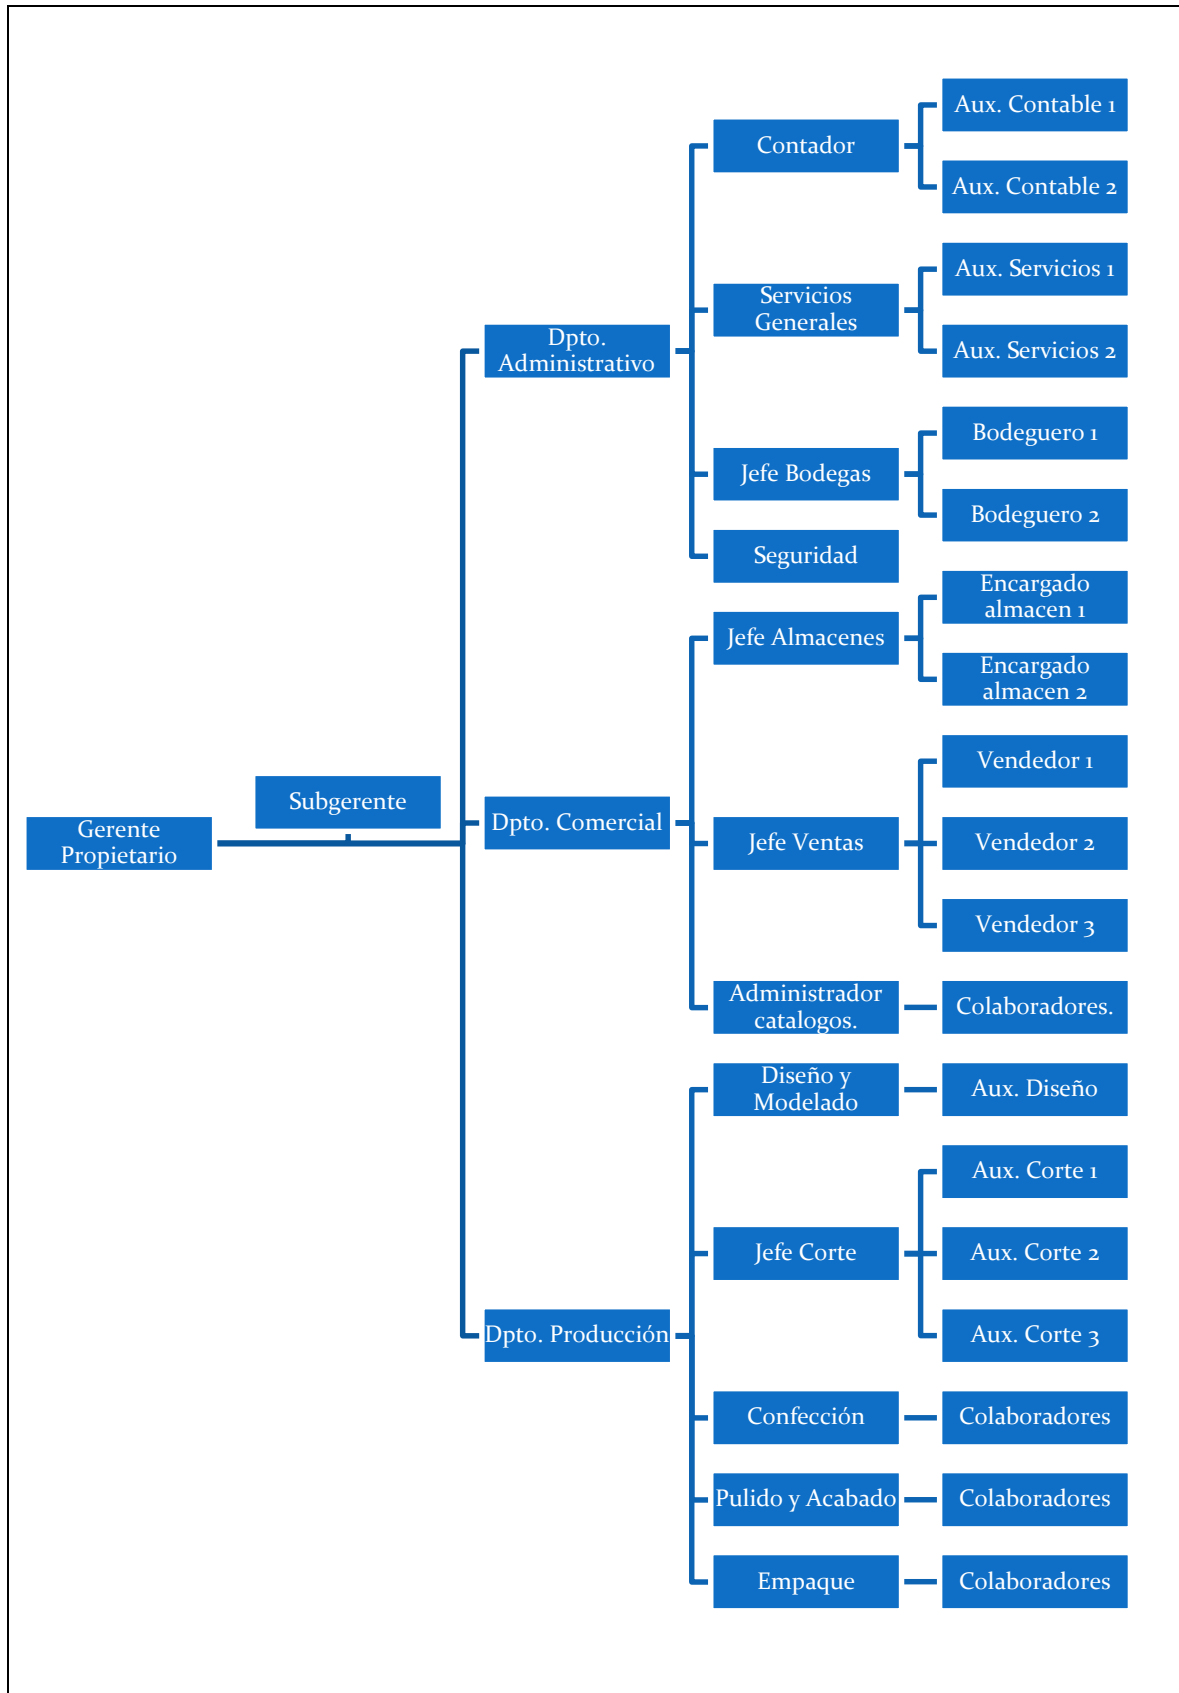 Gerente
Propietario
Subgerente
Dpto.
Administrativo
Contador
Aux. Contable 1
Aux. Contable 2
Servicios
Generales
Aux. Servicios 1
Aux. Servicios 2
Jefe Bodegas
Bodeguero 1
Bodeguero 2
Seguridad
Dpto. Comercial
Jefe Almacenes
Encargado
almacen 1
Encargado
almacen 2
Jefe Ventas
Vendedor 1
Vendedor 2
Vendedor 3
Administrador
catalogos.
Colaboradores.
Dpto. Producción
Diseño y
Modelado
Aux. Diseño
Jefe Corte
Aux. Corte 1
Aux. Corte 2
Aux. Corte 3
Confección
Colaboradores
Pulido y Acabado
Colaboradores
Empaque
Colaboradores